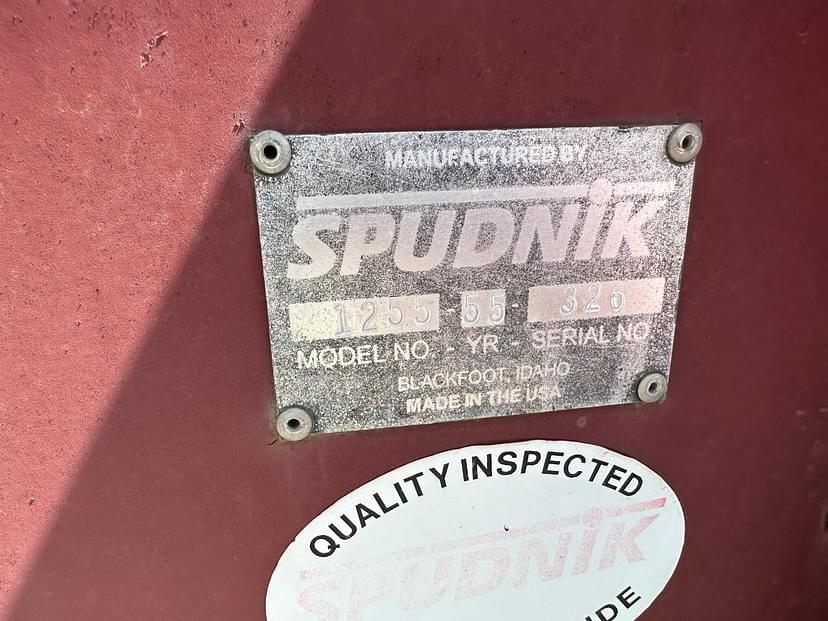 MANUFACTURED BY
SPUDNiK
1255-55-326
MODEL NO. - YR - SERIAL NO
BLACKFOOT, IDAHO
MADE IN THE USA
QUALITY INSPECTED
SPUDNiK